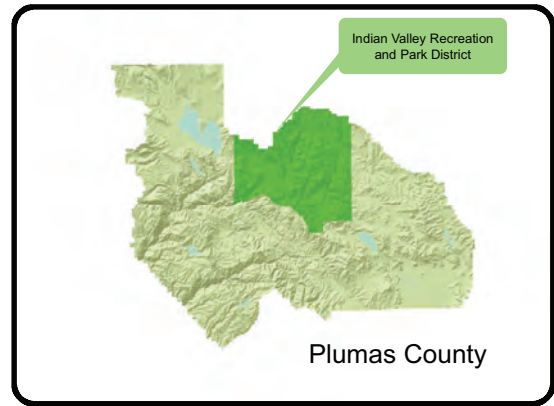 Indian Valley Recreation
and Park District
Plumas County